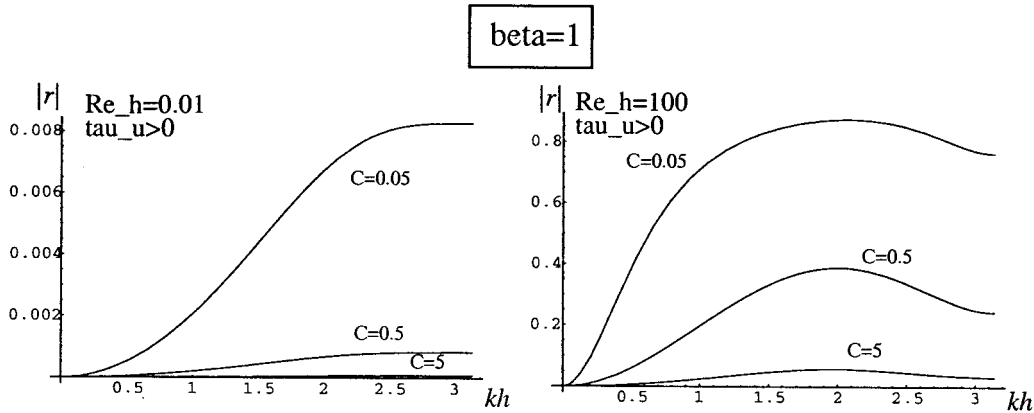 beta=1
|r|
Re_h=0.01
tau_u>0
0.008
0.006
0.004
0.002
C=0.05
C=0.5
C=5
0.5
1
1.5
2
2.5
3
kh
|r|
Re_h=100
tau_u>0
0.8
0.6
0.4
0.2
C=0.05
C=0.5
C=5
0.5
1
1.5
2
2.5
3
kh